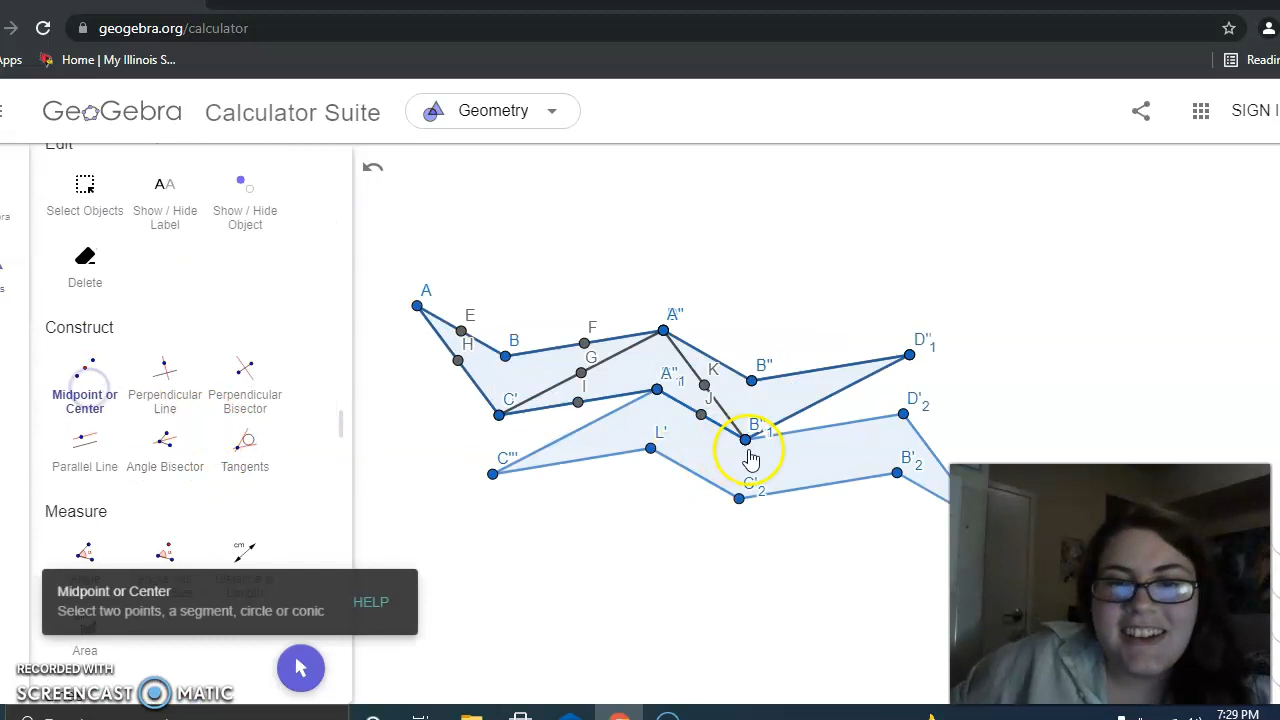 geogebra.org/calculator
Apps
Home | My Illinois S...
Readin
GeoGebra
Calculator Suite
Geometry
SIGN I
Edit
Select Objects
Show / Hide Label
Show / Hide Object
Delete
Construct
Midpoint or Center
Perpendicular Line
Perpendicular Bisector
Parallel Line
Angle Bisector
Tangents
Measure
cm
Area
Midpoint or Center
Select two points, a segment, circle or conic
HELP
RECORDED WITH
SCREENCAST MATIC
A
E
H
B
F
A''
G
C'
I
A''1
K
J
B''
D''1
B''1
D'2
C'''
L'
C'2
B'2
7:29 PM